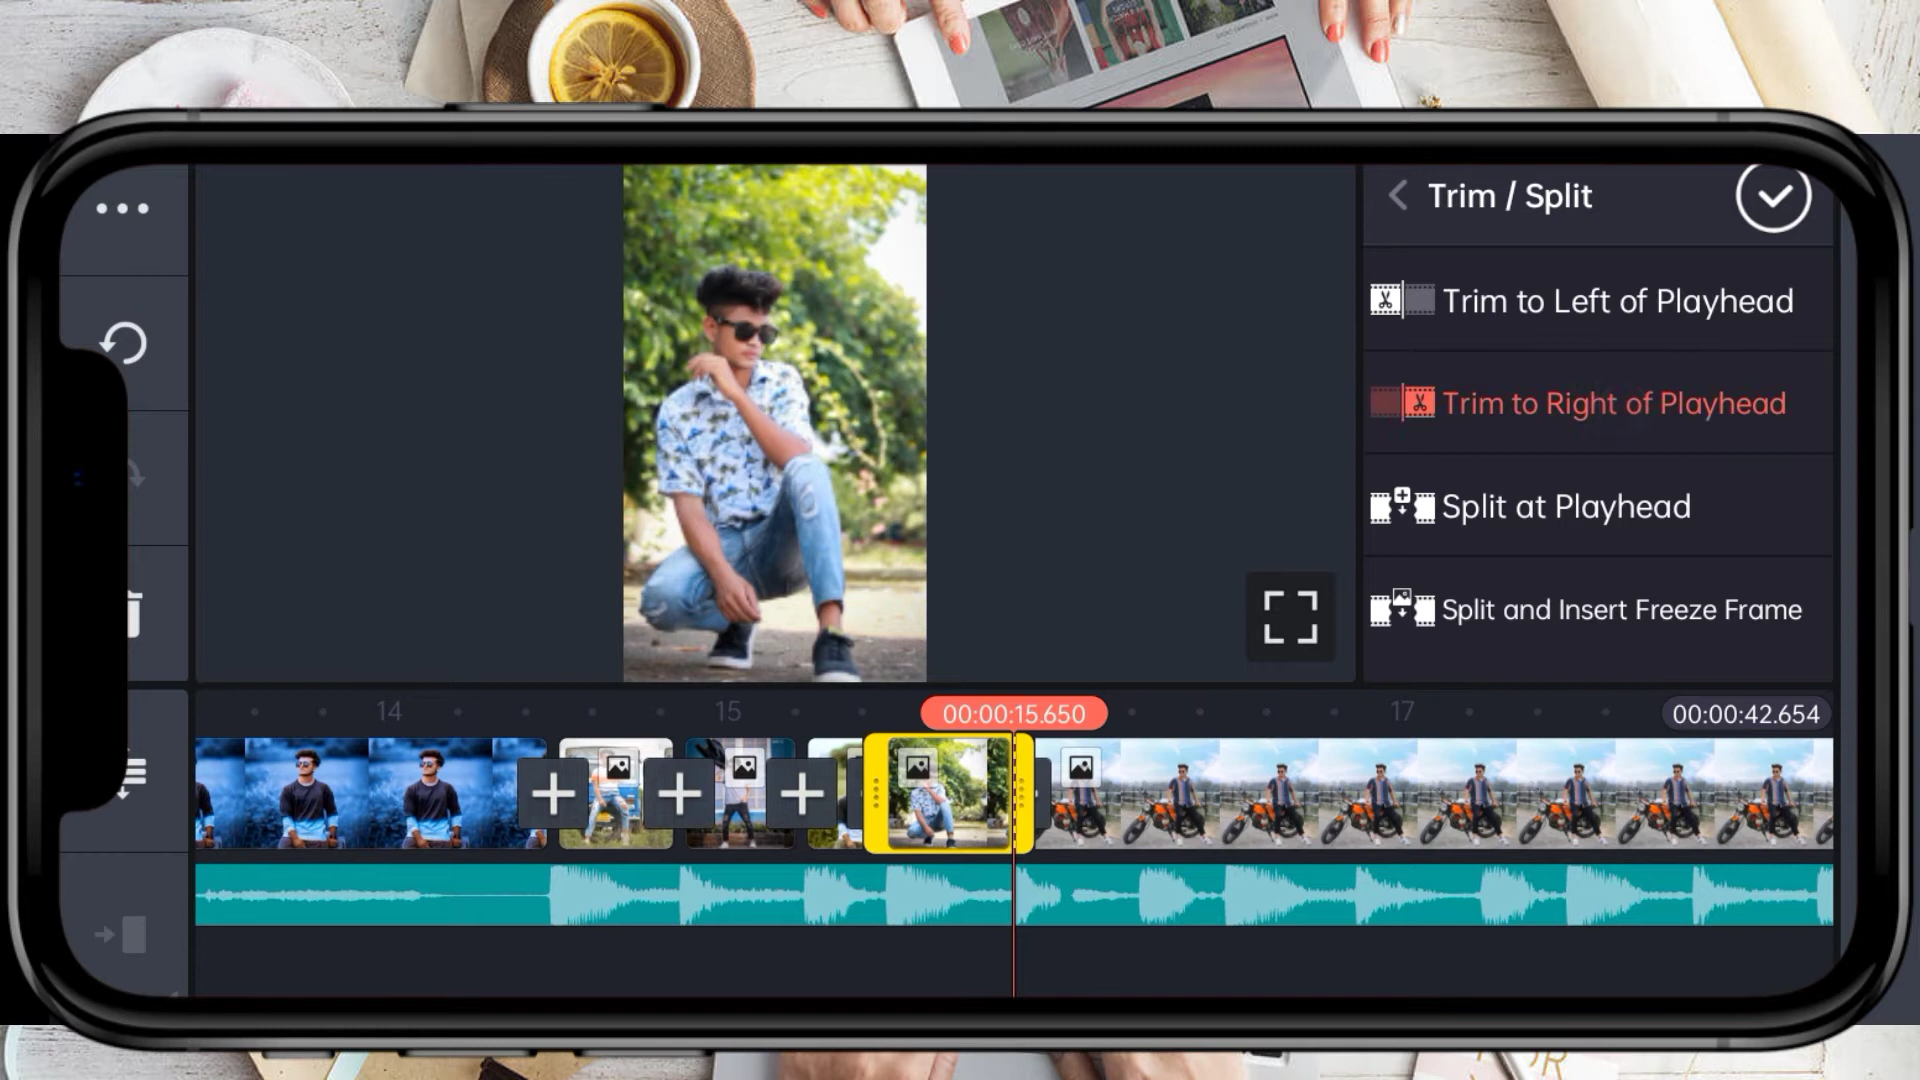 Trim / Split
Trim to Left of Playhead
Trim to Right of Playhead
Split at Playhead
Split and Insert Freeze Frame
14
15
00:00:15.650
17
00:00:42.654